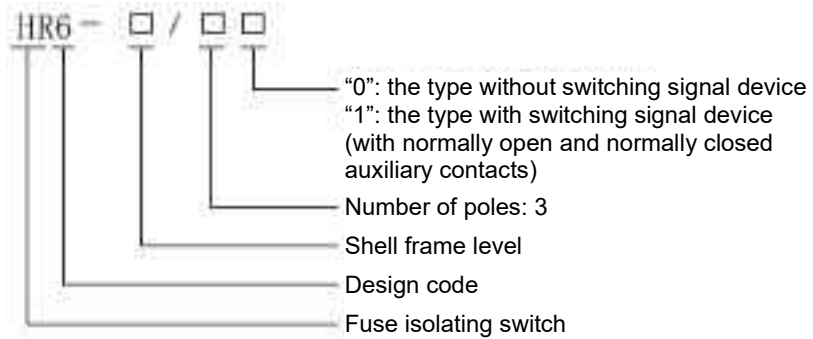 HR6- □ / □ □
“0”: the type without switching signal device
“1”: the type with switching signal device
(with normally open and normally closed
auxiliary contacts)
Number of poles: 3
Shell frame level
Design code
Fuse isolating switch